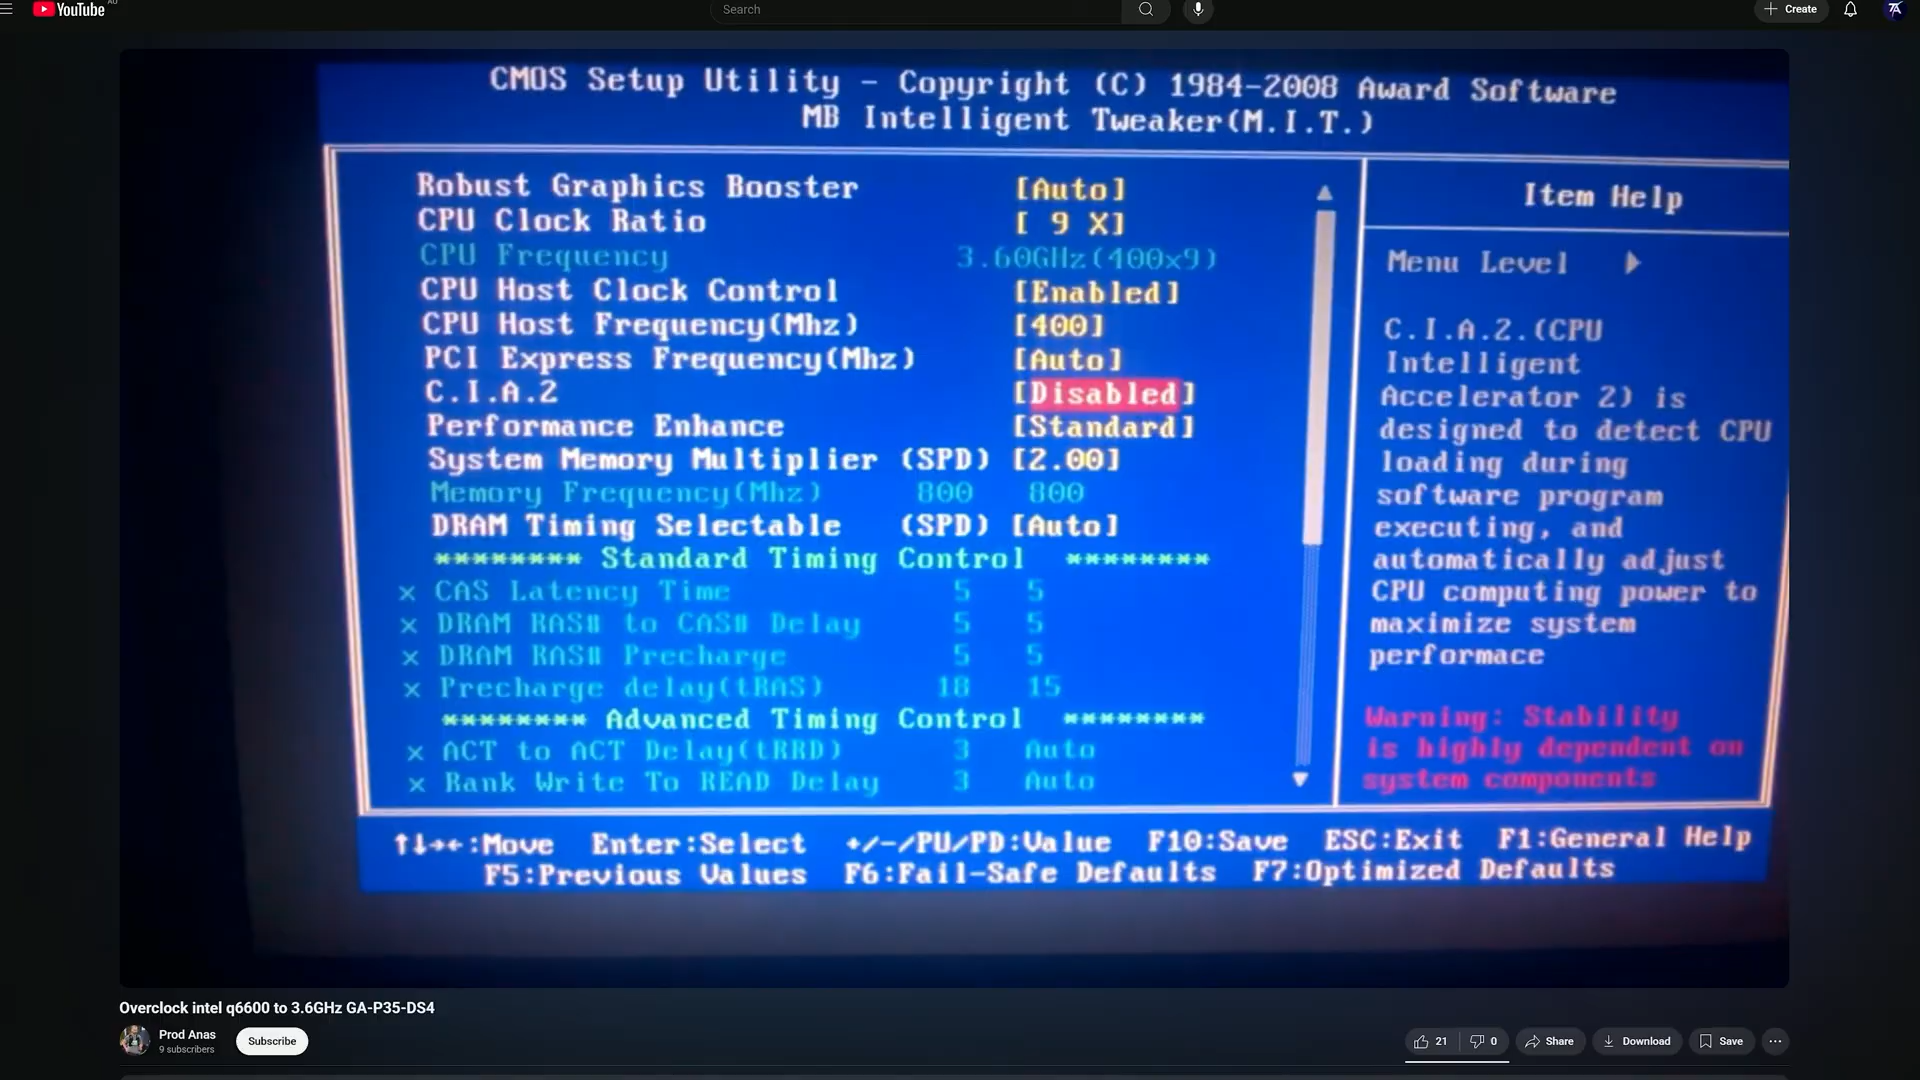 YouTube AU
Search
Create
CMOS Setup Utility - Copyright (C) 1984-2008 Award Software
MB Intelligent Tweaker(M.I.T.)
Robust Graphics Booster [Auto]
CPU Clock Ratio [ 9 X]
CPU Frequency 3.60GHz(400x9)
CPU Host Clock Control [Enabled]
CPU Host Frequency(Mhz) [400]
PCI Express Frequency(Mhz) [Auto]
C.I.A.2 [Disabled]
Performance Enhance [Standard]
System Memory Multiplier (SPD) [2.00]
Memory Frequency(Mhz) 800 800
DRAM Timing Selectable (SPD) [Auto]
******** Standard Timing Control ********
x CAS Latency Time 5 5
x DRAM RAS# to CAS# Delay 5 5
x DRAM RAS# Precharge 5 5
x Precharge delay(tRAS) 18 15
******** Advanced Timing Control ********
x ACT to ACT Delay(tRRD) 3 Auto
x Rank Write To READ Delay 3 Auto
Item Help
Menu Level ▶
C.I.A.2.(CPU
Intelligent
Accelerator 2) is
designed to detect CPU
loading during
software program
executing, and
automatically adjust
CPU computing power to
maximize system
performace
Warning: Stability
is highly dependent on
system components
↑↓→←:Move Enter:Select +/-/PU/PD:Value F10:Save ESC:Exit F1:General Help
F5:Previous Values F6:Fail-Safe Defaults F7:Optimized Defaults
Overclock intel q6600 to 3.6GHz GA-P35-DS4
Prod Anas
9 subscribers
Subscribe
21
0
Share
Download
Save